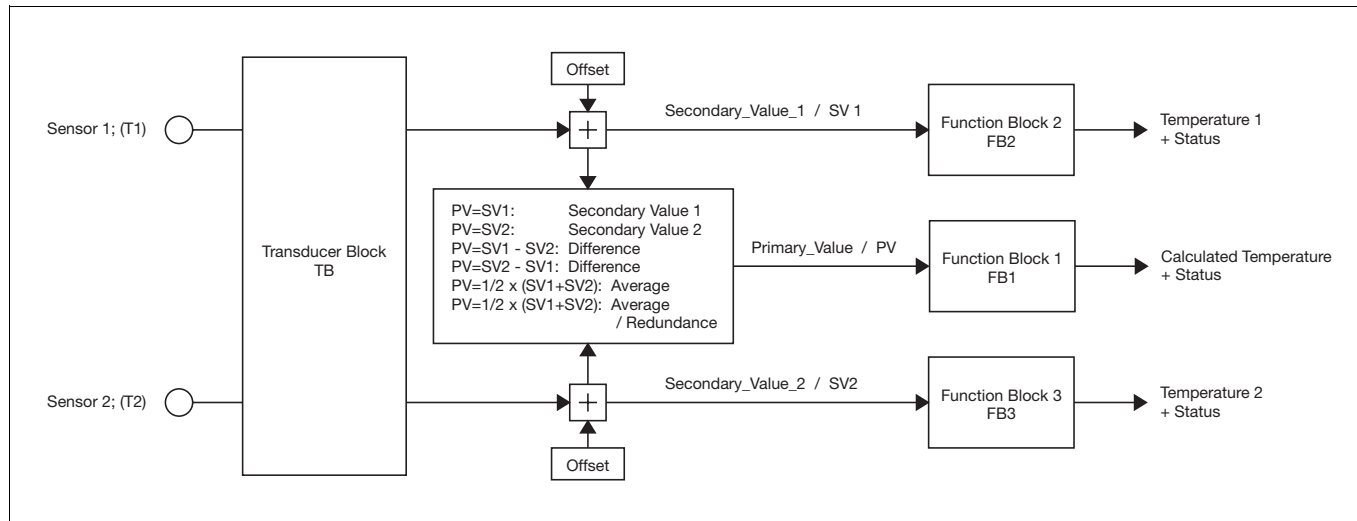 Offset
Sensor 1; (T1)
Secondary_Value_1 / SV 1
Function Block 2
FB2
Temperature 1
+ Status
Transducer Block
TB
PV=SV1: Secondary Value 1
PV=SV2: Secondary Value 2
PV=SV1 - SV2: Difference
PV=SV2 - SV1: Difference
PV=1/2 x (SV1+SV2): Average
PV=1/2 x (SV1+SV2): Average
/ Redundance
Primary_Value / PV
Function Block 1
FB1
Calculated Temperature
+ Status
Sensor 2; (T2)
Secondary_Value_2 / SV2
Function Block 3
FB3
Temperature 2
+ Status
Offset